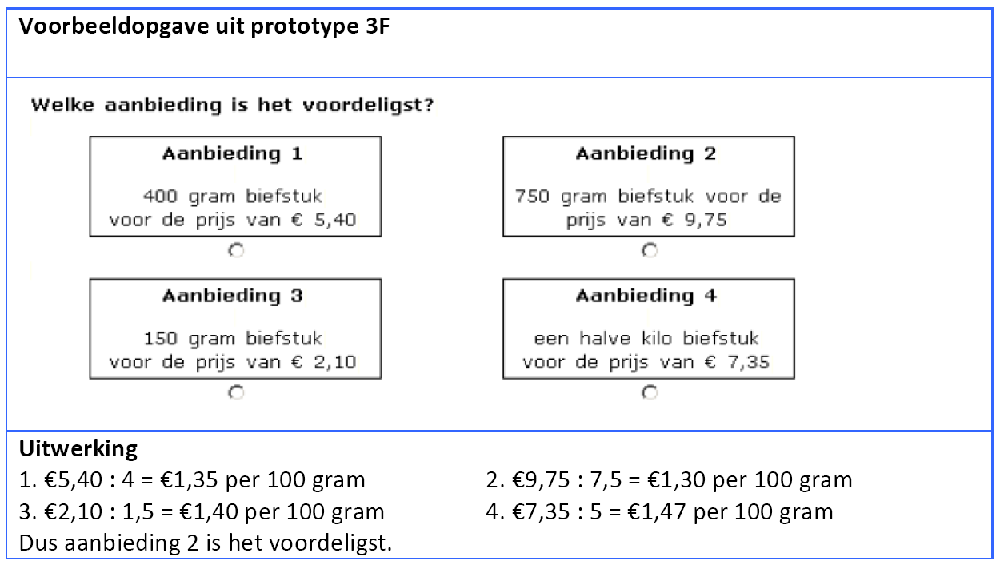 Voorbeeldopgave uit prototype 3F
Welke aanbieding is het voordeligst?
Aanbieding 1
400 gram biefstuk
voor de prijs van € 5,40
Aanbieding 2
750 gram biefstuk voor de
prijs van € 9,75
Aanbieding 3
150 gram biefstuk
voor de prijs van € 2,10
Aanbieding 4
een halve kilo biefstuk
voor de prijs van € 7,35
Uitwerking
1. €5,40 : 4 = €1,35 per 100 gram
2. €9,75 : 7,5 = €1,30 per 100 gram
3. €2,10 : 1,5 = €1,40 per 100 gram
4. €7,35 : 5 = €1,47 per 100 gram
Dus aanbieding 2 is het voordeligst.